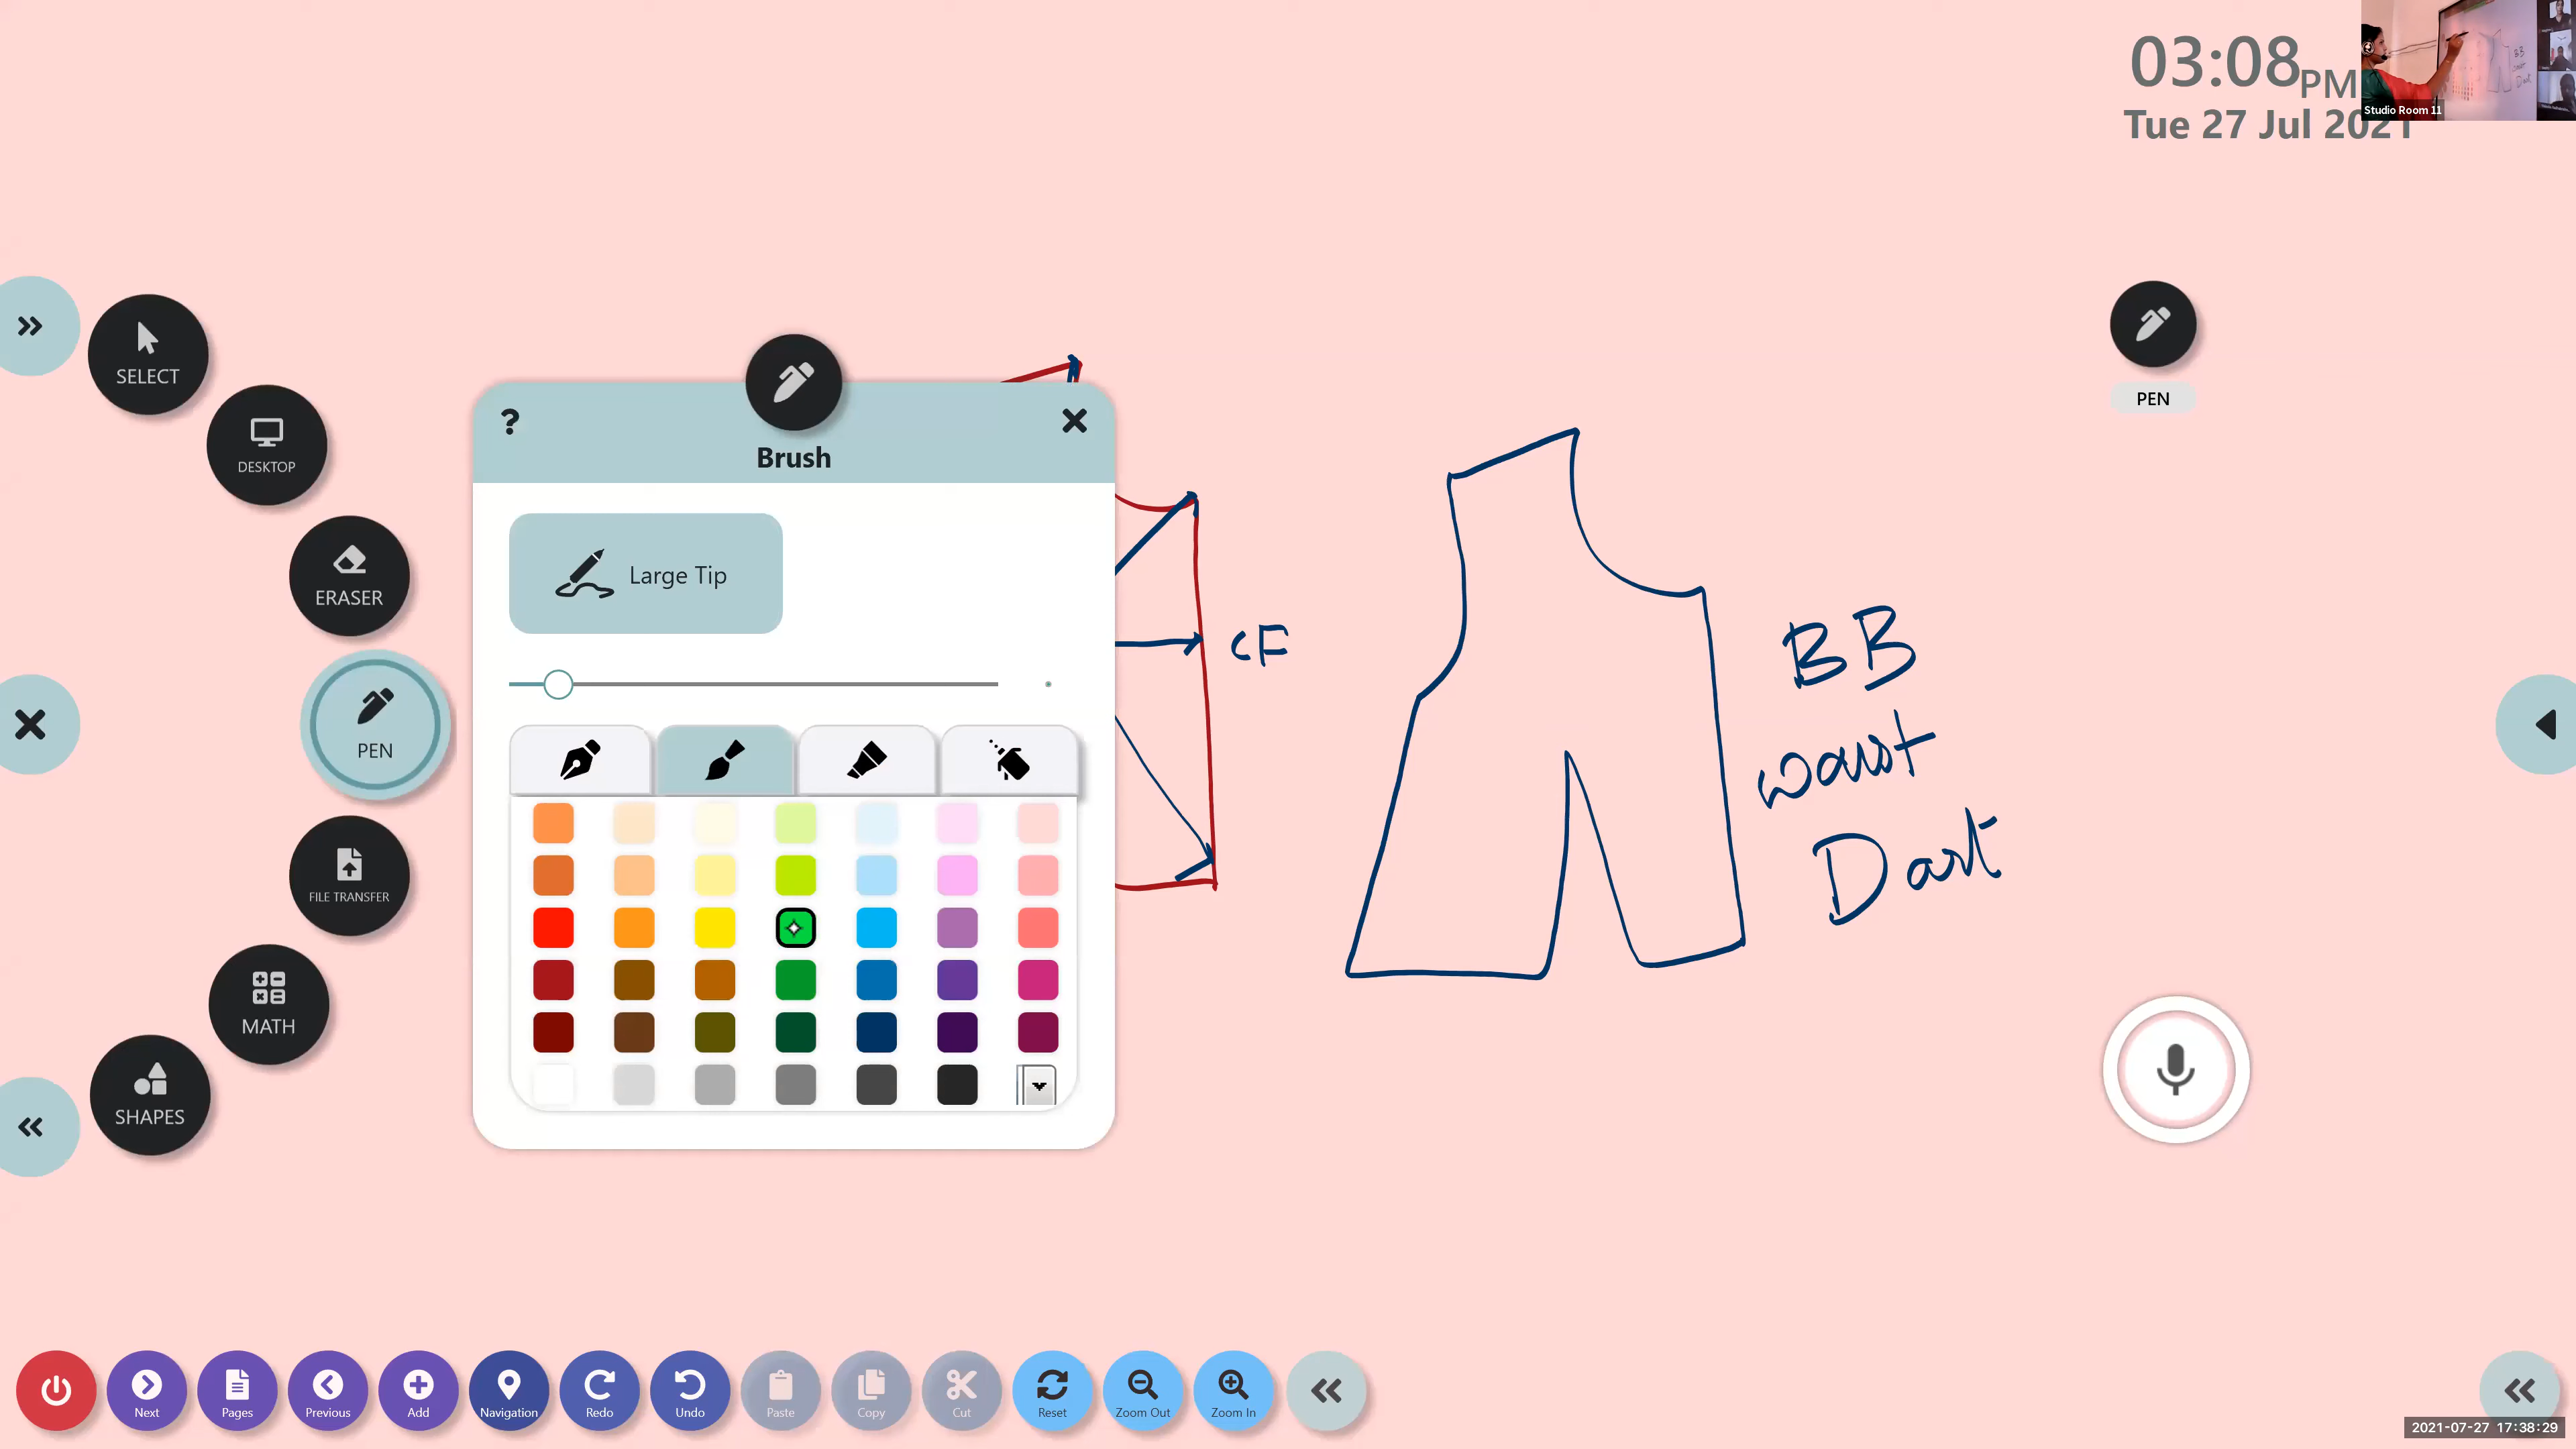 03:08 PM
Studio Room 11
Tue 27 Jul 2021
SELECT
DESKTOP
ERASER
PEN
FILE TRANSFER
MATH
SHAPES
?
Brush
Large Tip
CF
BB
waist
Dart
PEN
Next
Pages
Previous
Add
Navigation
Redo
Undo
Paste
Copy
Cut
Reset
Zoom Out
Zoom In
2021-07-27 17:38:29